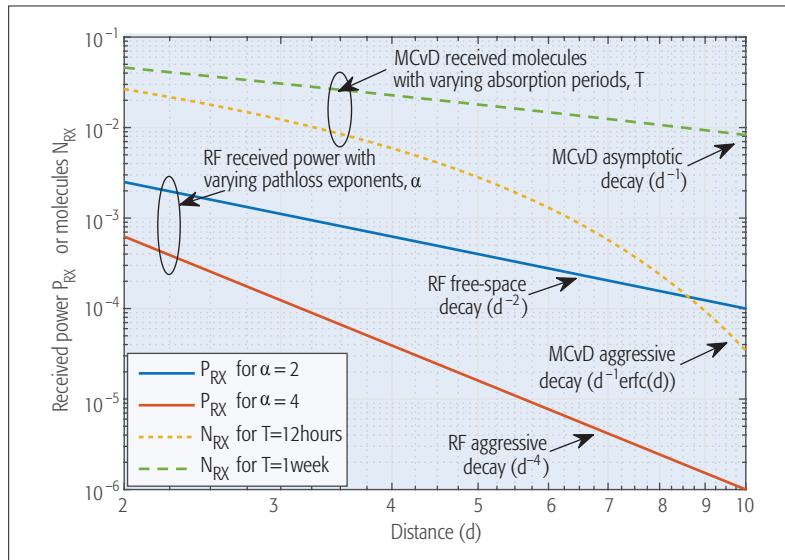 10⁻¹
10⁻²
10⁻³
10⁻⁴
10⁻⁵
10⁻⁶
Received power P_RX or molecules N_RX
MCvD received molecules
with varying absorption periods, T
RF received power with
varying pathloss exponents, α
MCvD asymptotic
decay (d⁻¹)
RF free-space
decay (d⁻²)
MCvD aggressive
decay (d⁻¹erfc(d))
RF aggressive
decay (d⁻⁴)
P_RX for α = 2
P_RX for α = 4
N_RX for T=12hours
N_RX for T=1week
2 3 4 5 6 7 8 9 10
Distance (d)